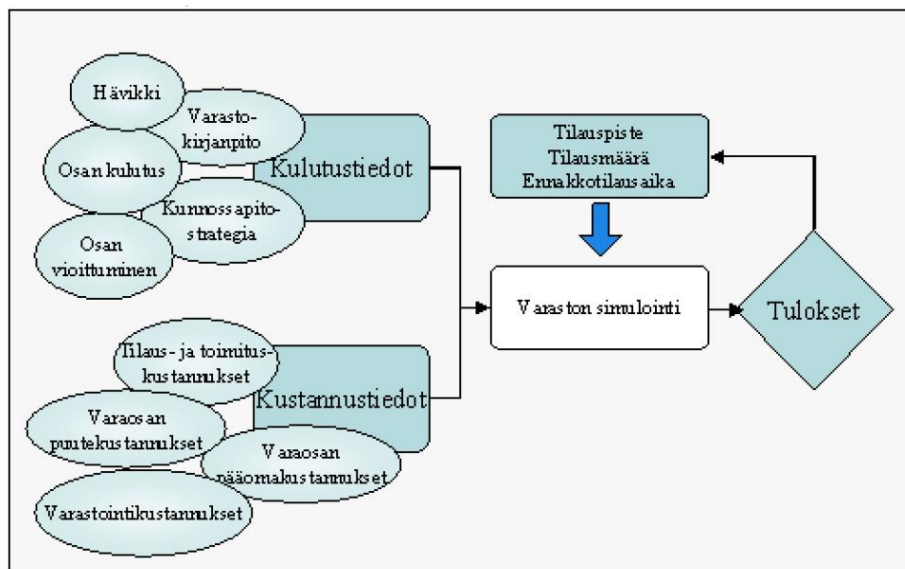 Hävikki
Varasto-
kirjanpito
Osan kulutus
Kulutustiedot
Kunnossapito-
strategia
Osan
vioittuminen
Tilauspiste
Tilausmäärä
Ennakkotilausaika
Varaston simulointi
Tulokset
Tilaus- ja toimitus-
kustannukset
Kustannustiedot
Varaosan
puutekustannukset
Varaosan
pääomakustannukset
Varastointikustannukset